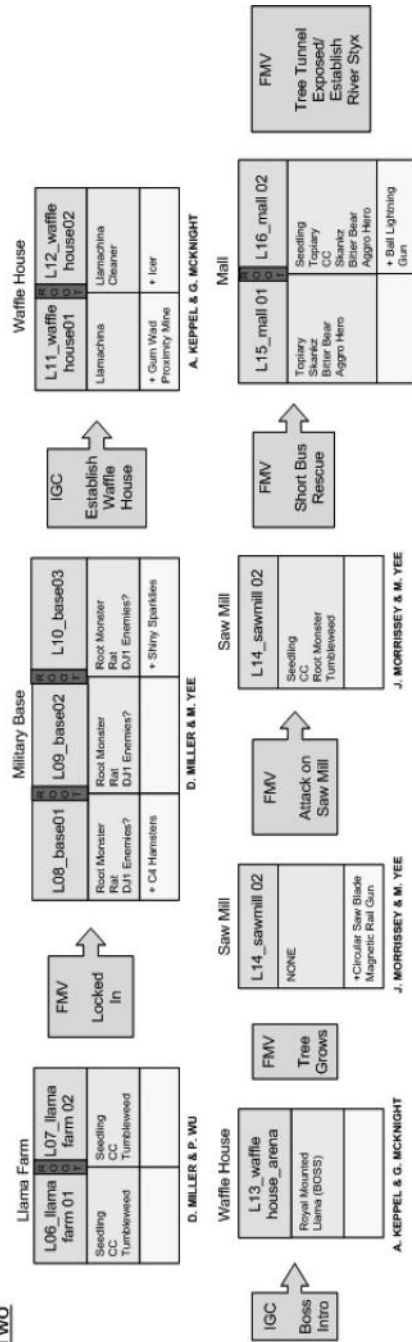 TWO
Llama Farm
L06_llama
farm 01
ROOT
L07_llama
farm 02
Seedling
CC
Tumbleweed
Seedling
CC
Tumbleweed
D. MILLER & P. WU
FMV
Locked
In
Military Base
L08_base01
ROOT
L09_base02
ROOT
L10_base03
Root Monster
Rat
DJ1 Enemies?
Root Monster
Rat
DJ1 Enemies?
Root Monster
Rat
DJ1 Enemies?
+ C4 Hamsters
+ Shiny Sparklies
D. MILLER & M. YEE
IGC
Establish
Waffle
House
Waffle House
L11_waffle
house01
ROOT
L12_waffle
house02
Llamachina
Llamachina
Cleaner
+ Gum Wad
Proximity Mine
+ Icer
A. KEPPEL & G. MCKNIGHT
IGC
Boss
Intro
Waffle House
L13_waffle
house_arena
Royal Mounted
Llama (BOSS)
A. KEPPEL & G. MCKNIGHT
FMV
Tree
Grows
Saw Mill
L14_sawmill 02
NONE
+Circular Saw Blade
Magnetic Rail Gun
J. MORRISSEY & M. YEE
FMV
Attack on
Saw Mill
Saw Mill
L14_sawmill 02
Seedling
CC
Root Monster
Tumbleweed
J. MORRISSEY & M. YEE
FMV
Short Bus
Rescue
Mall
L15_mall 01
ROOT
L16_mall 02
Topiary
Skankz
Bitter Bear
Aggro Hero
Seedling
Topiary
CC
Skankz
Bitter Bear
Aggro Hero
+ Ball Lightning
Gun
FMV
Tree Tunnel
Exposed/
Establish
River Styx